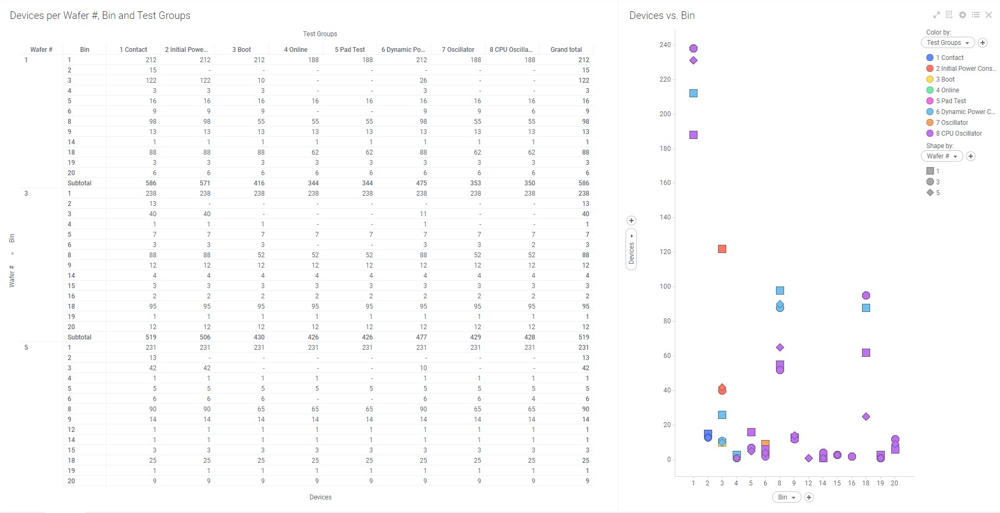 Devices per Wafer #, Bin and Test Groups
Test Groups
Wafer # Bin 1 Contact 2 Initial Powe... 3 Boot 4 Online 5 Pad Test 6 Dynamic Po... 7 Oscillator 8 CPU Oscilla... Grand total
1 1 212 212 212 188 188 212 188 188 212
2 15 - - - - - - - 15
3 122 122 10 - - 26 - - 122
4 3 3 3 - - 3 - - 3
5 16 16 16 16 16 16 16 16 16
6 9 9 9 - - 9 9 6 9
8 98 98 55 55 55 98 55 55 98
9 13 13 13 13 13 13 13 13 13
14 1 1 1 1 1 1 1 1 1
18 88 88 88 62 62 88 62 62 88
19 3 3 3 3 3 3 3 3 3
20 6 6 6 6 6 6 6 6 6
Subtotal 586 571 416 344 344 475 353 350 586
3 1 238 238 238 238 238 238 238 238 238
2 13 - - - - - - - 13
3 40 40 - - - 11 - - 40
4 1 1 1 - - 1 - - 1
5 7 7 7 7 7 7 7 7 7
6 3 3 3 - - 3 3 2 3
8 88 88 52 52 52 88 52 52 88
9 12 12 12 12 12 12 12 12 12
14 4 4 4 4 4 4 4 4 4
15 3 3 3 3 3 3 3 3 3
16 2 2 2 2 2 2 2 2 2
18 95 95 95 95 95 95 95 95 95
19 1 1 1 1 1 1 1 1 1
20 12 12 12 12 12 12 12 12 12
Subtotal 519 506 430 426 426 477 429 428 519
5 1 231 231 231 231 231 231 231 231 231
2 13 - - - - - - - 13
3 42 42 - - - 10 - - 42
4 1 1 1 1 - 1 1 1 1
5 5 5 5 5 5 5 5 5 5
6 6 6 6 - - 6 6 4 6
8 90 90 65 65 65 90 65 65 90
9 14 14 14 14 14 14 14 14 14
12 1 1 1 1 1 1 1 1 1
14 1 1 1 1 1 1 1 1 1
15 3 3 3 3 3 3 3 3 3
18 25 25 25 25 25 25 25 25 25
19 1 1 1 1 1 1 1 1 1
20 9 9 9 9 9 9 9 9 9
Wafer # Bin
Devices
Devices vs. Bin
Devices
240
220
200
180
160
140
120
100
80
60
40
20
0
1 2 3 4 5 6 8 9 12 14 15 16 18 19 20
Bin
Color by:
Test Groups
1 Contact
2 Initial Power Cons...
3 Boot
4 Online
5 Pad Test
6 Dynamic Power C...
7 Oscillator
8 CPU Oscillator
Shape by:
Wafer #
1
3
5